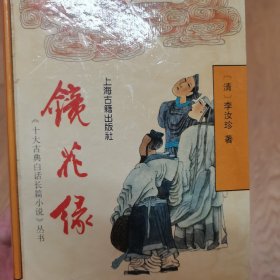 〔清〕李汝珍 著
上海古籍出版社
镜花缘
《十大古典白话长篇小说》丛书